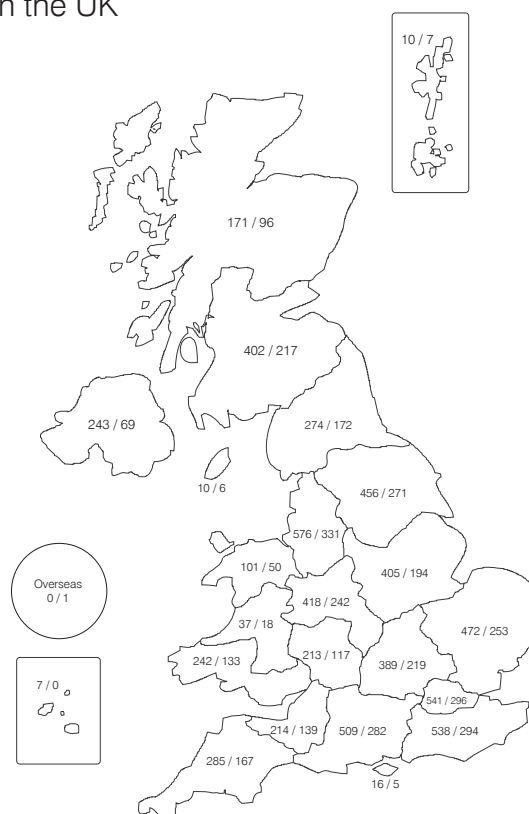 n the UK
10 / 7
171 / 96
402 / 217
243 / 69
274 / 172
10 / 6
456 / 271
576 / 331
101 / 50
405 / 194
Overseas
0 / 1
418 / 242
37 / 18
472 / 253
242 / 133
213 / 117
389 / 219
7 / 0
541 / 296
214 / 139
509 / 282
538 / 294
285 / 167
16 / 5